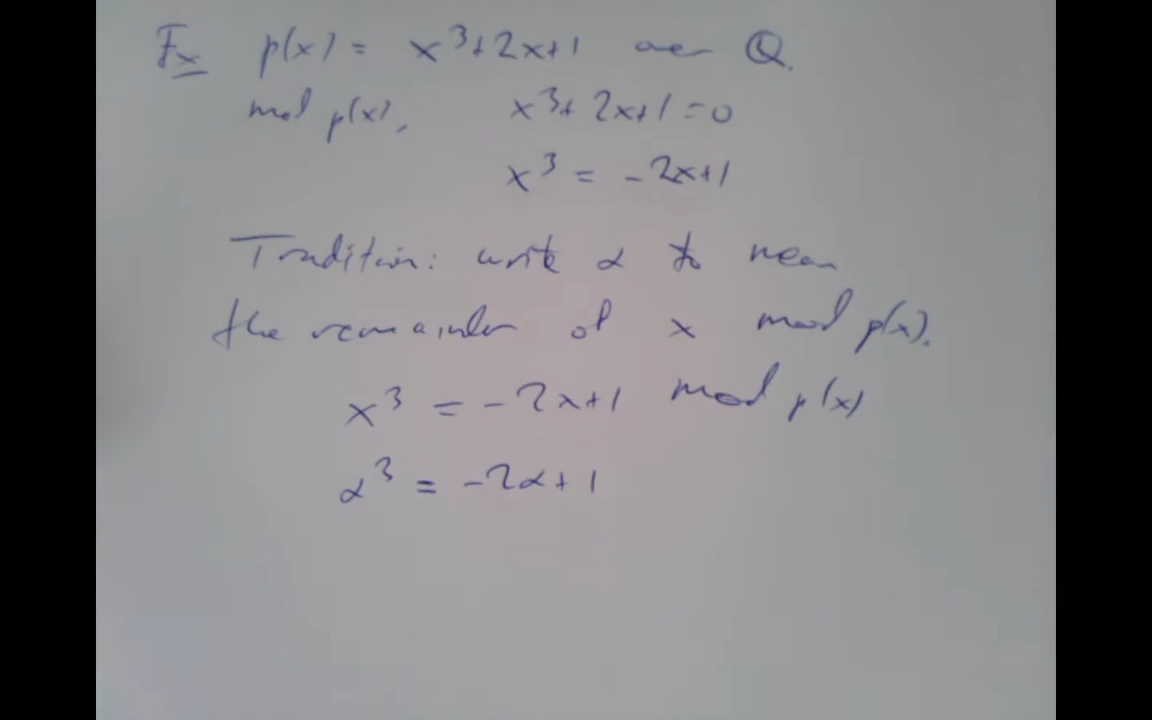 Ex p(x) = x³+2x+1 over Q.
mod p(x), x³+2x+1=0
x³ = -2x+1
Tradition: write α to mean
the remainder of x mod p(x).
x³ = -2x+1 mod p(x)
α³ = -2α+1